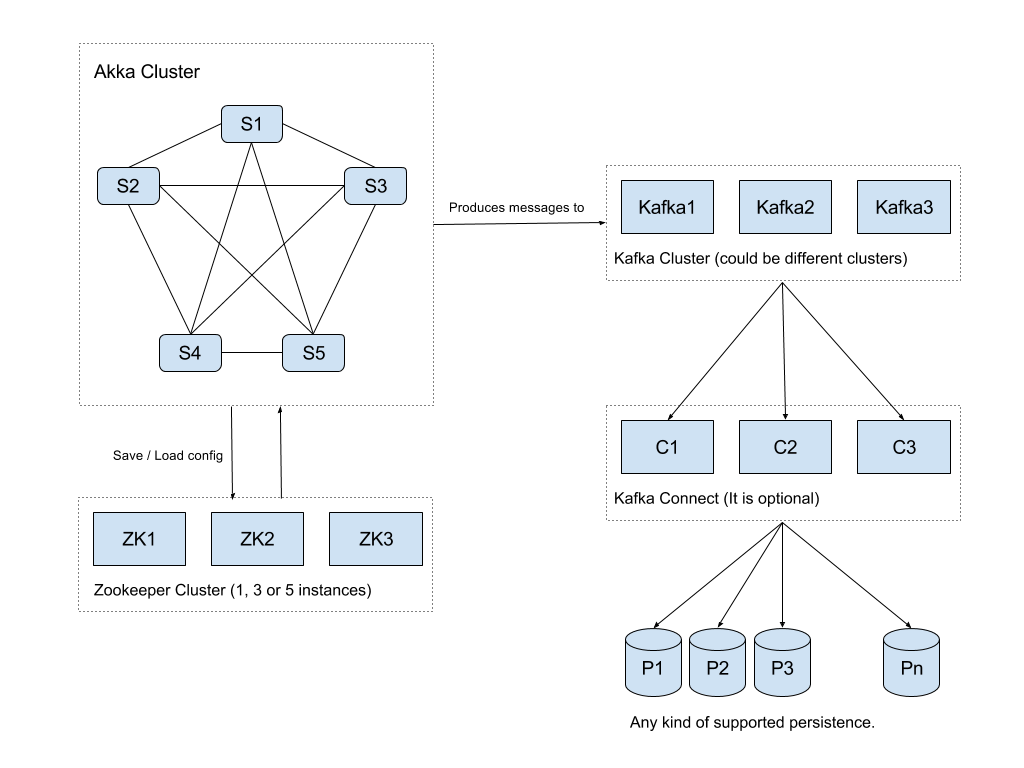 Akka Cluster
S1
S2
S3
S4
S5
Produces messages to
Kafka1
Kafka2
Kafka3
Kafka Cluster (could be different clusters)
Save / Load config
ZK1
ZK2
ZK3
Zookeeper Cluster (1, 3 or 5 instances)
C1
C2
C3
Kafka Connect (It is optional)
P1
P2
P3
Pn
Any kind of supported persistence.